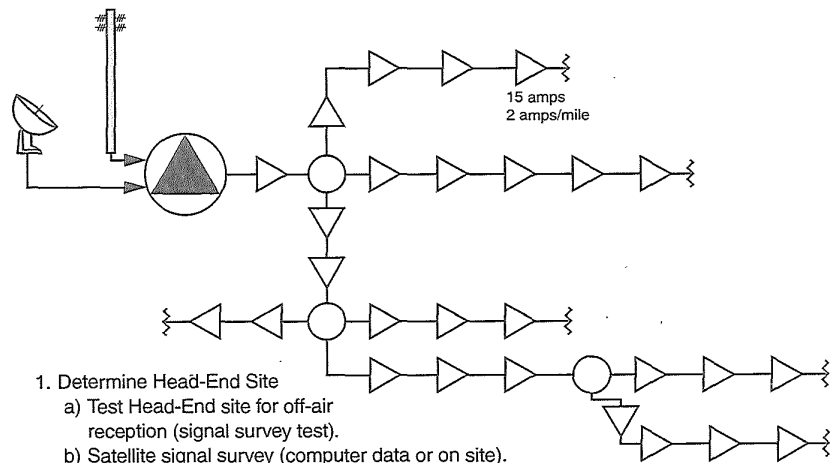 15 amps
2 amps/mile
1. Determine Head-End Site
a) Test Head-End site for off-air
reception (signal survey test).
b) Satellite signal survey (computer data or on site).